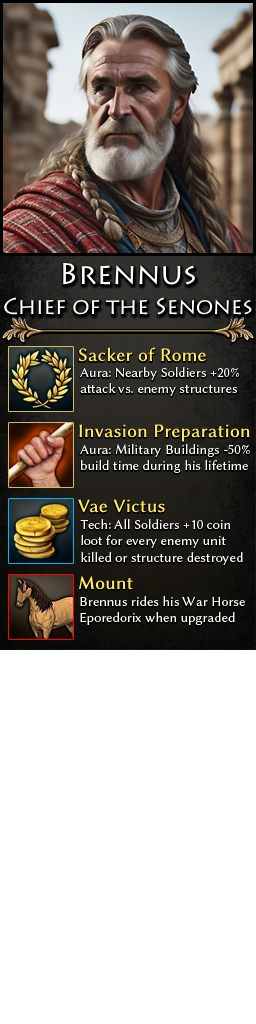 Brennus
Chief of the Senones
Sacker of Rome
Aura: Nearby Soldiers +20%
attack vs. enemy structures
Invasion Preparation
Aura: Military Buildings -50%
build time during his lifetime
Vae Victus
Tech: All Soldiers +10 coin
loot for every enemy unit
killed or structure destroyed
Mount
Brennus rides his War Horse
Eporedorix when upgraded